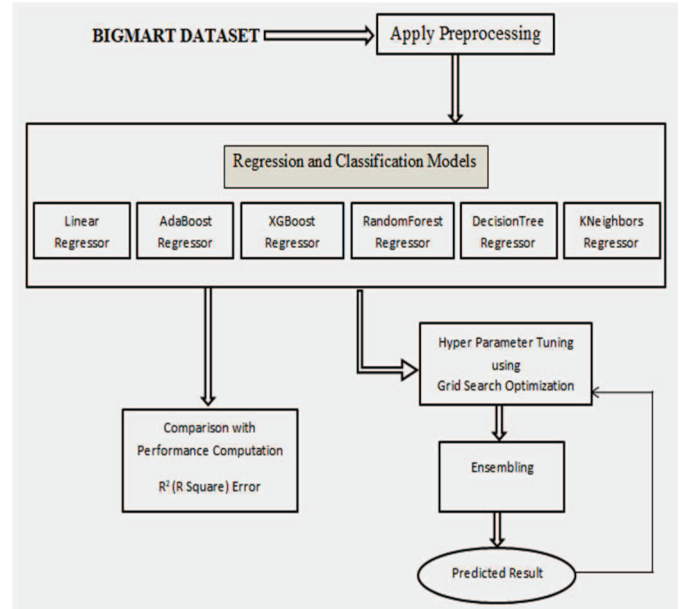 BIGMART DATASET
Apply Preprocessing
Regression and Classification Models
Linear
Regressor
AdaBoost
Regressor
XGBoost
Regressor
RandomForest
Regressor
DecisionTree
Regressor
KNeighbors
Regressor
Hyper Parameter Tuning
using
Grid Search Optimization
Comparison with
Performance Computation
R² (R Square) Error
Ensembling
Predicted Result